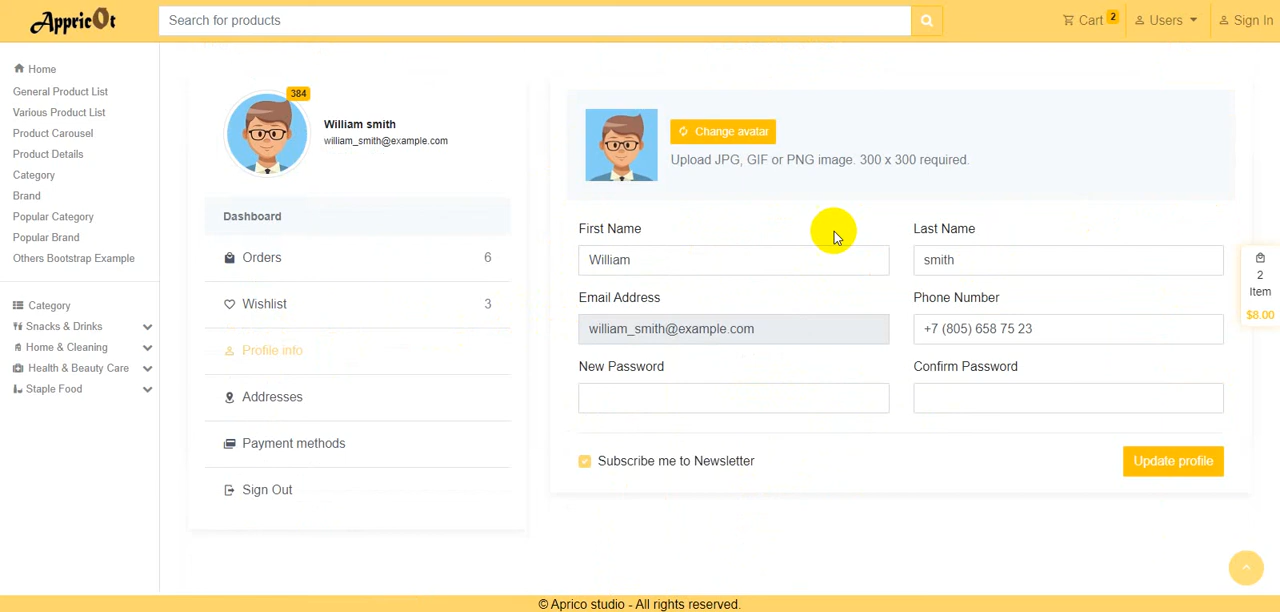 AppricOt
Search for products
Cart 2
Users
Sign In
Home
General Product List
Various Product List
Product Carousel
Product Details
Category
Brand
Popular Category
Popular Brand
Others Bootstrap Example
Category
Snacks & Drinks
Home & Cleaning
Health & Beauty Care
Staple Food
384
William smith
william_smith@example.com
Dashboard
Orders 6
Wishlist 3
Profile info
Addresses
Payment methods
Sign Out
Change avatar
Upload JPG, GIF or PNG image. 300 x 300 required.
First Name
Last Name
William
smith
Email Address
Phone Number
william_smith@example.com
+7 (805) 658 75 23
New Password
Confirm Password
Subscribe me to Newsletter
Update profile
2
Item
$8.00
© Aprico studio - All rights reserved.